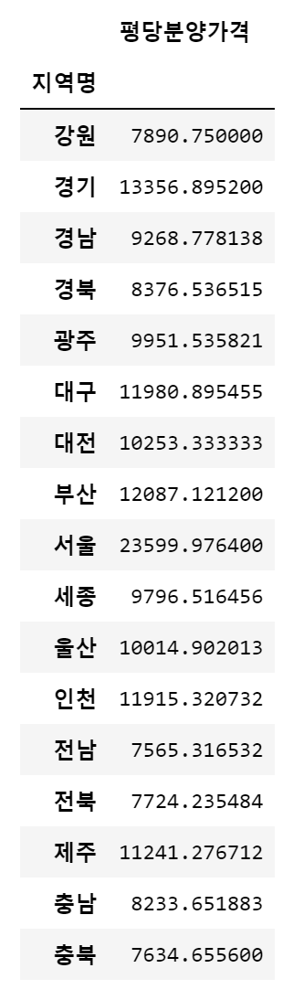 평당분양가격
지역명
강원 7890.750000
경기 13356.895200
경남 9268.778138
경북 8376.536515
광주 9951.535821
대구 11980.895455
대전 10253.333333
부산 12087.121200
서울 23599.976400
세종 9796.516456
울산 10014.902013
인천 11915.320732
전남 7565.316532
전북 7724.235484
제주 11241.276712
충남 8233.651883
충북 7634.655600